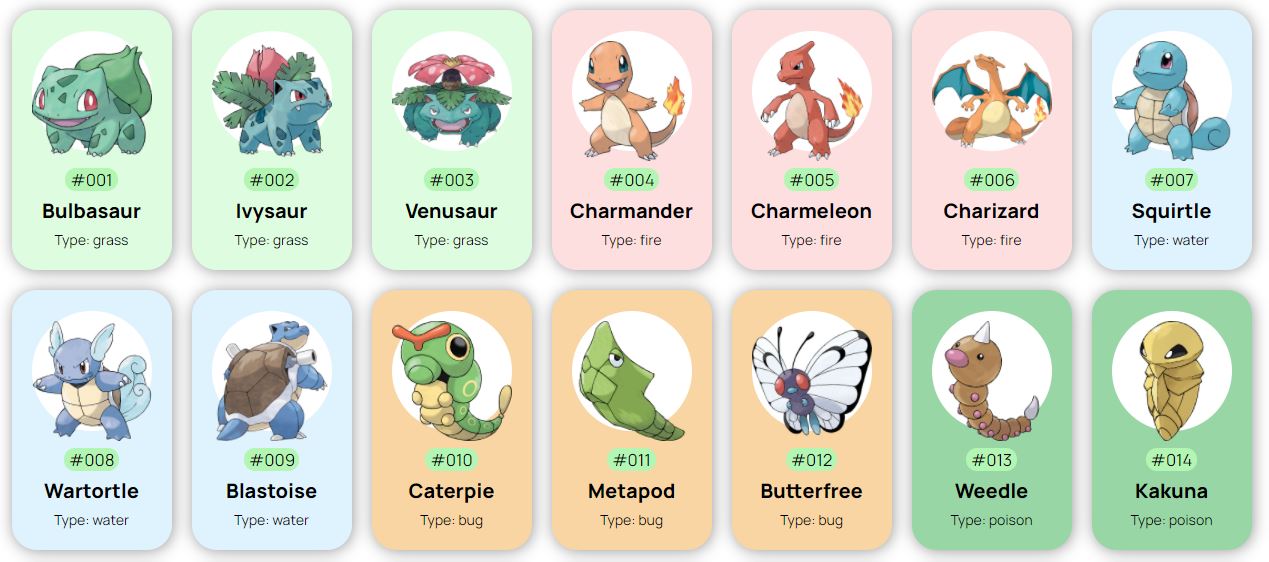 #001
Bulbasaur
Type: grass
#002
Ivysaur
Type: grass
#003
Venusaur
Type: grass
#004
Charmander
Type: fire
#005
Charmeleon
Type: fire
#006
Charizard
Type: fire
#007
Squirtle
Type: water
#008
Wartortle
Type: water
#009
Blastoise
Type: water
#010
Caterpie
Type: bug
#011
Metapod
Type: bug
#012
Butterfree
Type: bug
#013
Weedle
Type: poison
#014
Kakuna
Type: poison